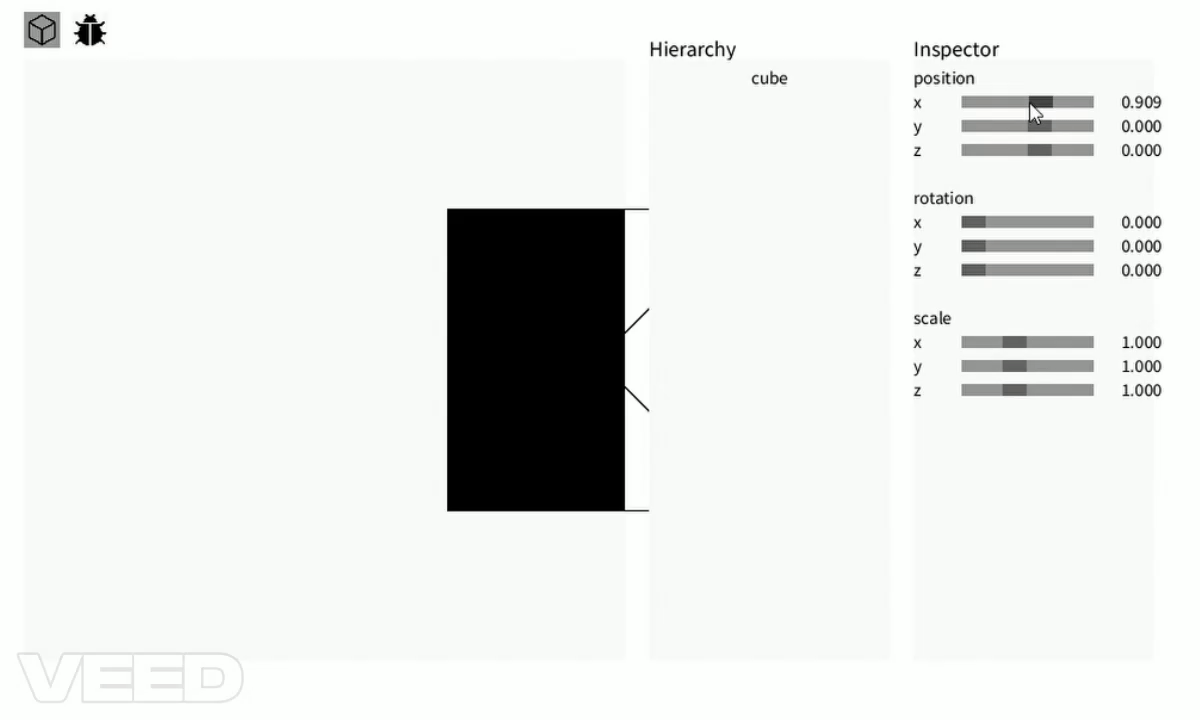 Hierarchy
cube
Inspector
position
x 0.909
y 0.000
z 0.000
rotation
x 0.000
y 0.000
z 0.000
scale
x 1.000
y 1.000
z 1.000
VEED